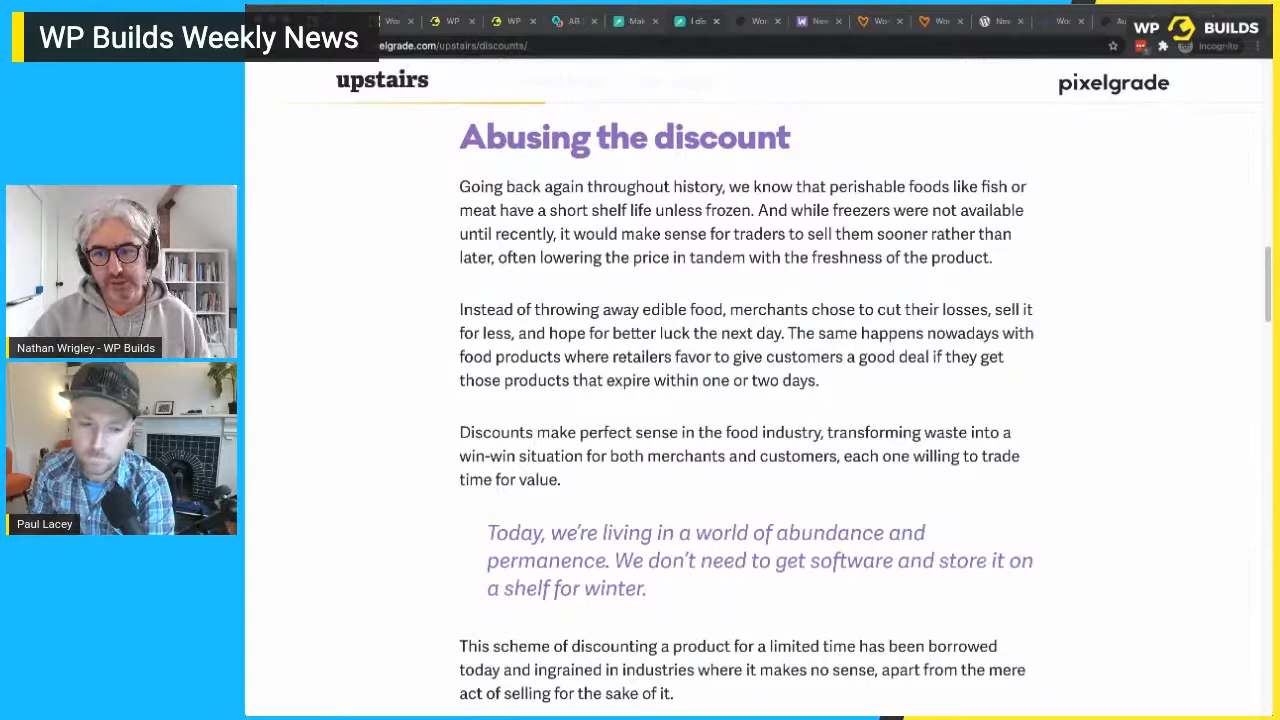 WP Builds Weekly News
WP
WP
elgrade.com/upstairs/discounts/
Incognito
WP BUILDS
upstairs
pixelgrade
Abusing the discount
Going back again throughout history, we know that perishable foods like fish or
meat have a short shelf life unless frozen. And while freezers were not available
until recently, it would make sense for traders to sell them sooner rather than
later, often lowering the price in tandem with the freshness of the product.
Instead of throwing away edible food, merchants chose to cut their losses, sell it
for less, and hope for better luck the next day. The same happens nowadays with
food products where retailers favor to give customers a good deal if they get
those products that expire within one or two days.
Discounts make perfect sense in the food industry, transforming waste into a
win-win situation for both merchants and customers, each one willing to trade
time for value.
Today, we're living in a world of abundance and
permanence. We don't need to get software and store it on
a shelf for winter.
This scheme of discounting a product for a limited time has been borrowed
today and ingrained in industries where it makes no sense, apart from the mere
act of selling for the sake of it.
Nathan Wrigley - WP Builds
Paul Lacey